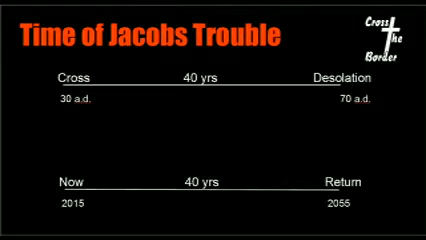 Time of Jacobs Trouble
Cross
the
Border
Cross 40 yrs Desolation
30 a.d. 70 a.d.
Now 40 yrs Return
2015 2055